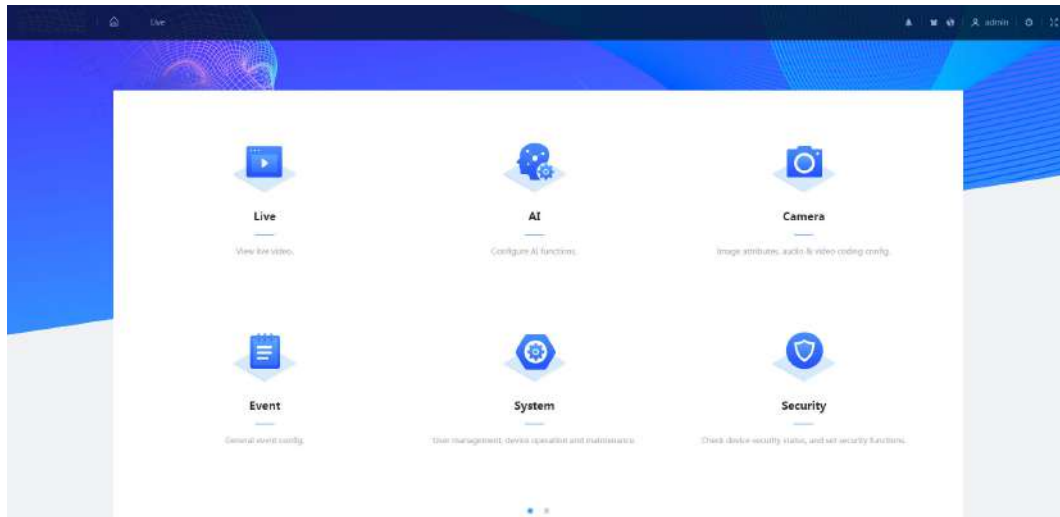 Live
admin
Live
AI
Camera
View live video.
Configure AI functions.
Image attributes, audio & video coding config.
Event
System
Security
General event config.
User management, device operation and maintenance.
Check device security status, and set security functions.